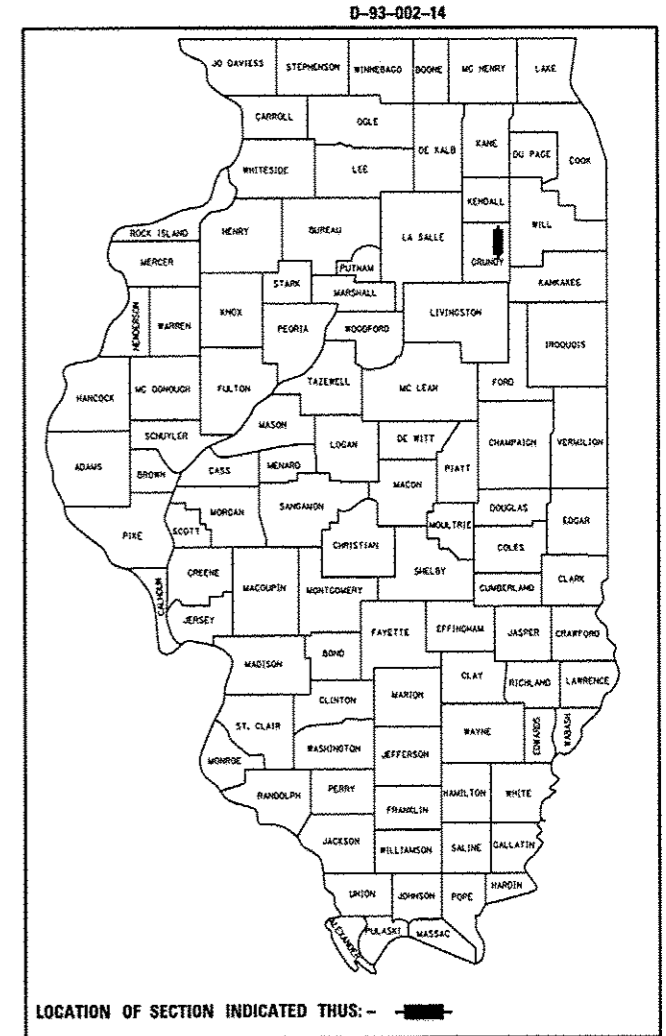 D-93-002-14
JO DAVIESS STEPHENSON WINNEBAGO BOONE MC HENRY LAKE
CARROLL OGLE DE KALB KANE DU PAGE COOK
WHITESIDE LEE KENDALL WILL
ROCK ISLAND HENRY BUREAU LA SALLE GRUNDY
MERCER PUTNAM KANKAKEE
STARK MARSHALL
HENDERSON WARREN KNOX PEORIA WOODFORD LIVINGSTON IROQUOIS
HANCOCK MC DONOUGH FULTON TAZEWELL MC LEAN FORD
SCHUYLER MASON LOGAN DE WITT CHAMPAIGN VERMILION
ADAMS BROWN CASS MENARD MACON PIATT
PIKE SCOTT MORGAN SANGAMON MOULTRIE DOUGLAS EDGAR
CHRISTIAN COLES
CALHOUN GREENE MACOUPIN MONTGOMERY SHELBY CUMBERLAND CLARK
JERSEY FAYETTE EFFINGHAM JASPER CRAWFORD
MADISON BOND CLAY RICHLAND LAWRENCE
CLINTON MARION
ST. CLAIR WAYNE EDWARDS WABASH
MONROE WASHINGTON JEFFERSON
RANDOLPH PERRY HAMILTON WHITE
FRANKLIN
JACKSON WILLIAMSON SALINE GALLATIN
UNION JOHNSON POPE HARDIN
ALEXANDER PULASKI MASSAC
LOCATION OF SECTION INDICATED THUS: -